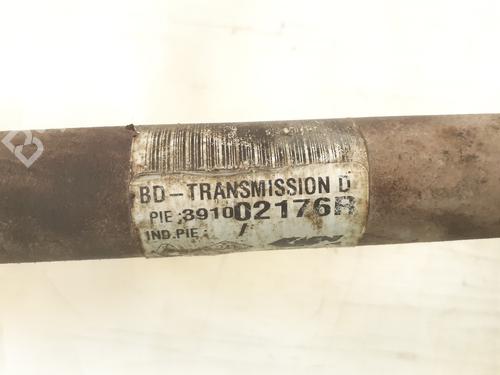 BD-TRANSMISSION D
PIE :391002176R
IND.PIE : /